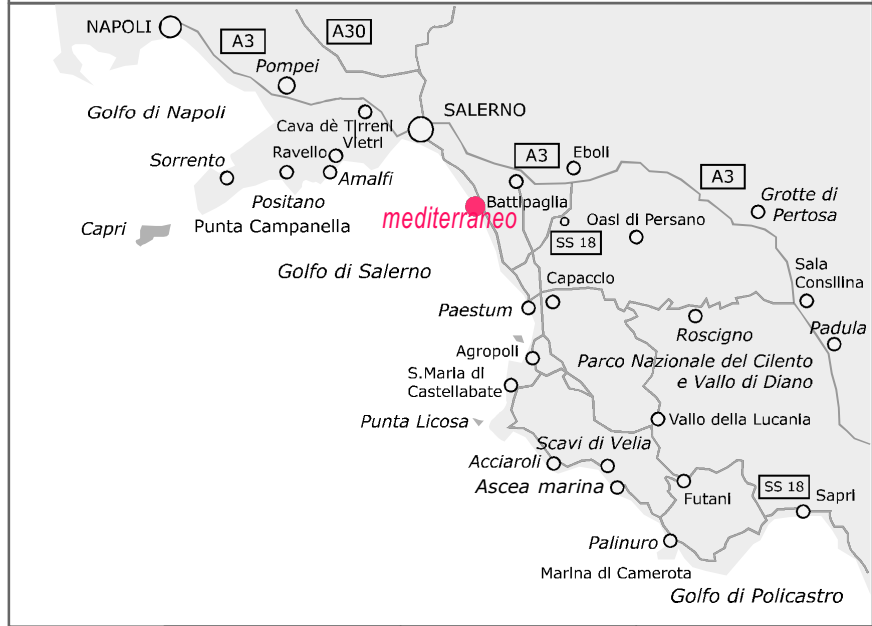 NAPOLI
A3
A30
Pompei
Golfo di Napoli
SALERNO
Cava dè Tirreni
Vietri
Ravello
Sorrento
Amalfi
Positano
Punta Campanella
Capri
A3
Eboli
A3
Battipaglia
mediterraneo
Grotte di
Pertosa
Oasi di Persano
SS 18
Golfo di Salerno
Sala
Consilina
Capaccio
Paestum
Roscigno
Padula
Agropoli
Parco Nazionale del Cilento
e Vallo di Diano
S.Maria di
Castellabate
Punta Licosa
Vallo della Lucania
Scavi di Velia
Acciaroli
Ascea marina
Futani
SS 18
Sapri
Palinuro
Marina di Camerota
Golfo di Policastro